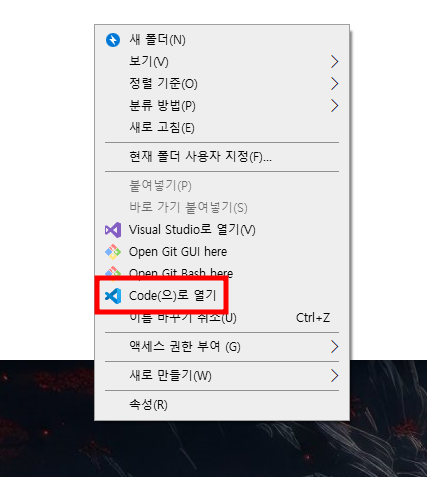 새 폴더(N)
보기(V)
정렬 기준(O)
분류 방법(P)
새로 고침(E)
현재 폴더 사용자 지정(F)...
붙여넣기(P)
바로 가기 붙여넣기(S)
Visual Studio로 열기(V)
Open Git GUI here
Open Git Bash here
Code(으)로 열기
이름 바꾸기 취소(U) Ctrl+Z
액세스 권한 부여 (G)
새로 만들기(W)
속성(R)